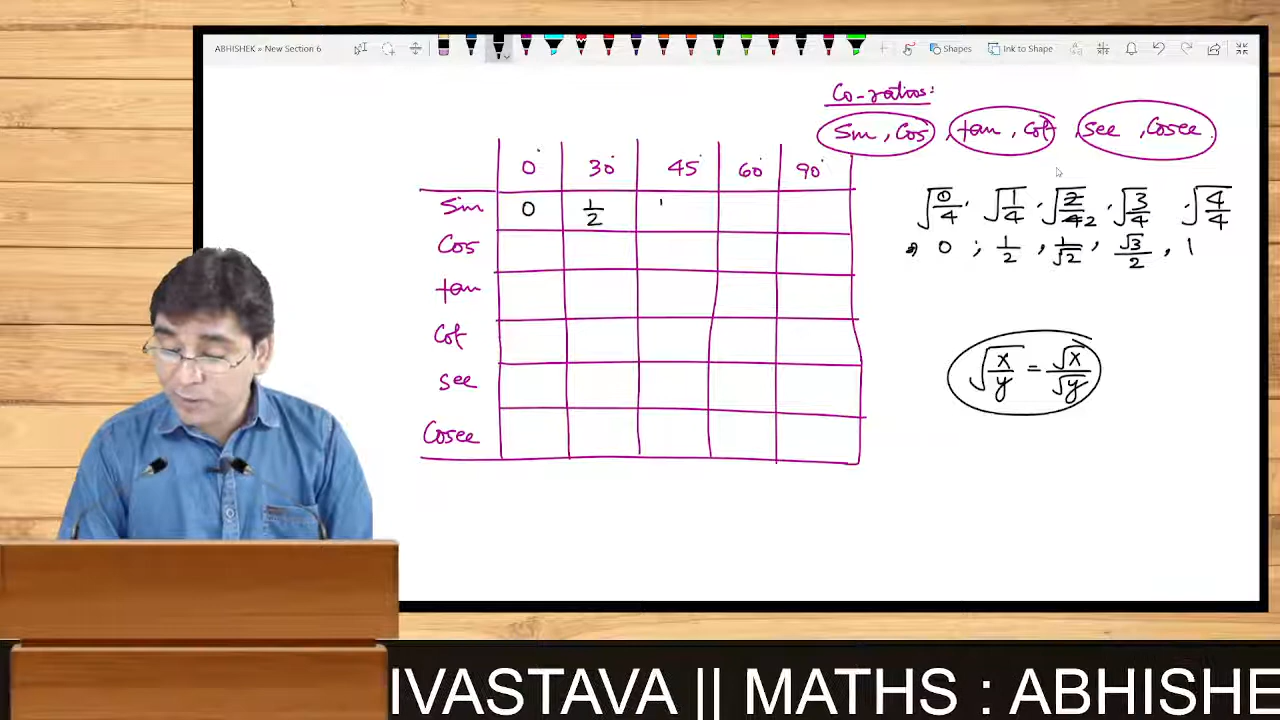 ABHISHEK » New Section 6
Shapes
Ink to Shape
Co-ratios:
Sin, Cos, tan, Cot, sec, Cosec
0° 30° 45° 60° 90°
Sin 0 1/2
Cos
tan
Cot
sec
Cosec
√0/4, √1/4, √2/4 2, √3/4, √4/4
⇒ 0 ; 1/2, 1/√2, √3/2, 1
√x/y = √x/√y
IVASTAVA || MATHS : ABHISHE